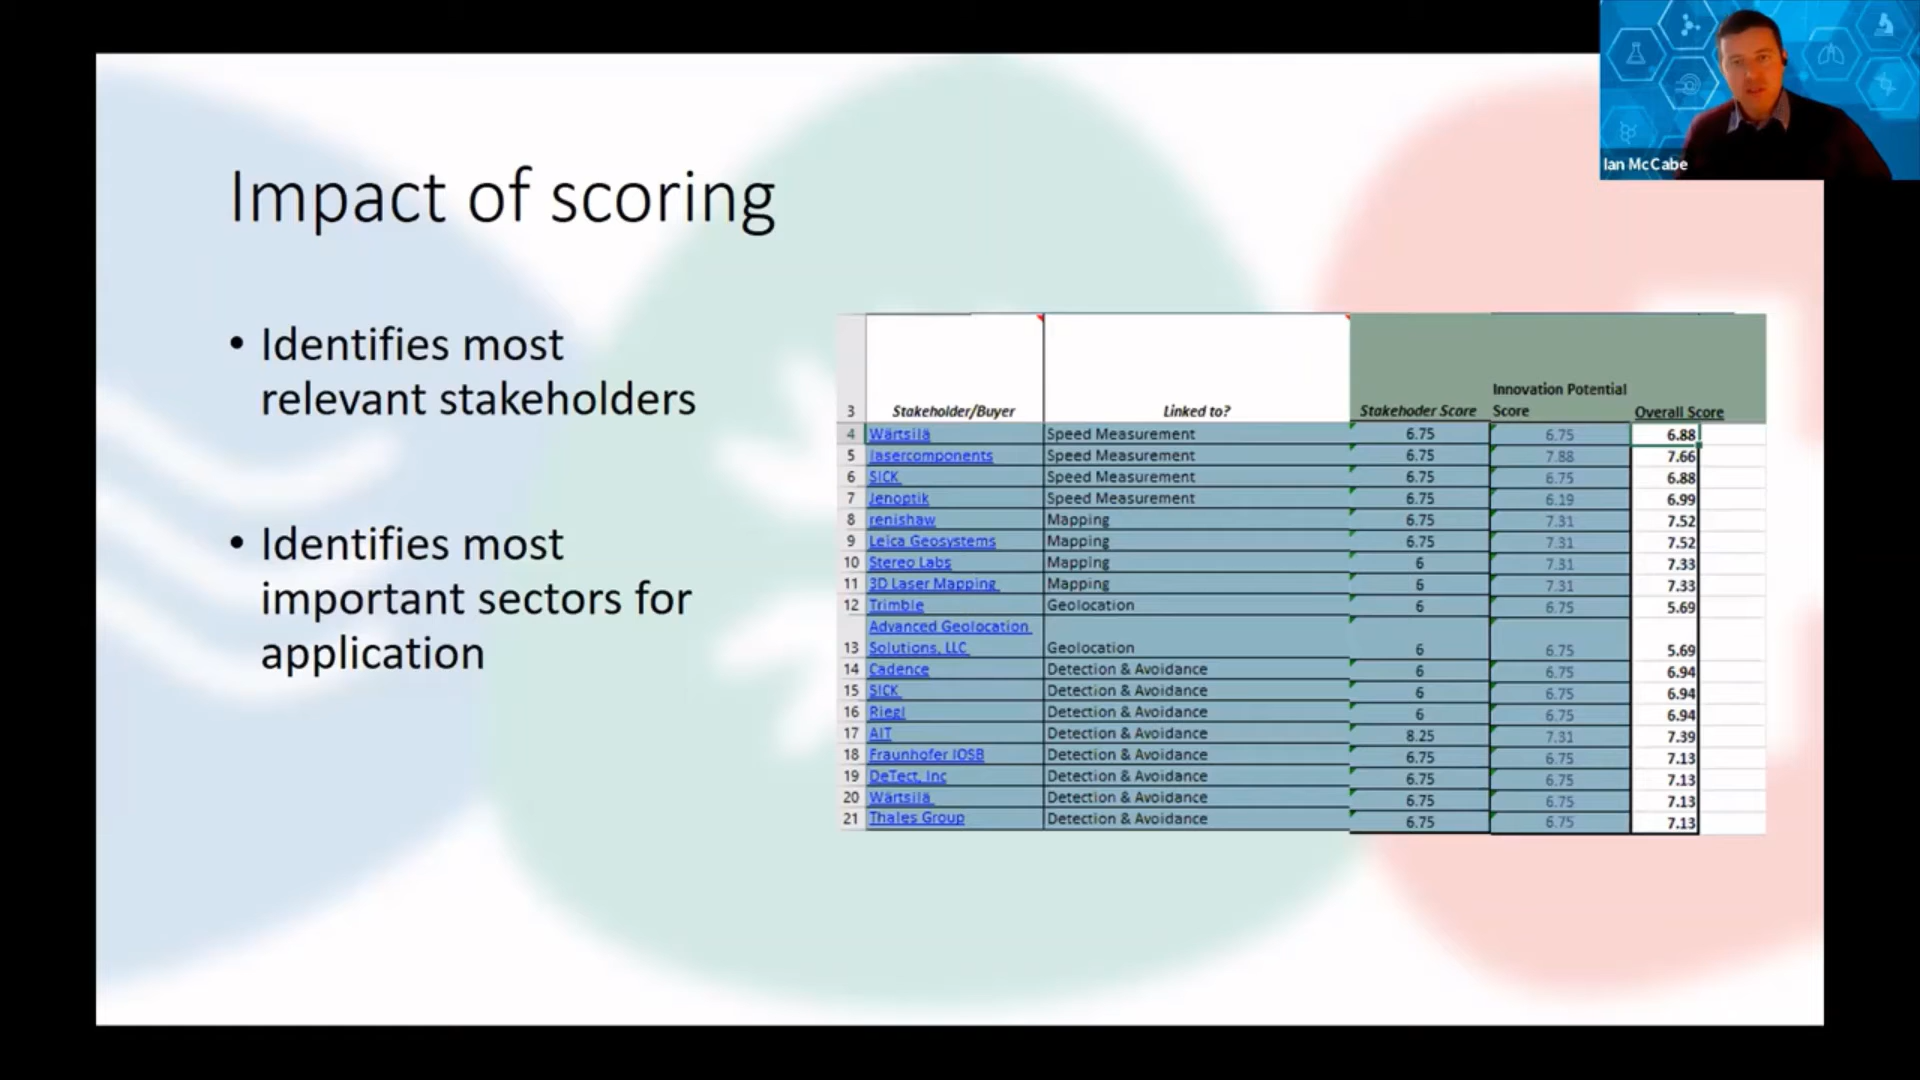 Ian McCabe
Impact of scoring
• Identifies most
relevant stakeholders
• Identifies most
important sectors for
application
3 Stakeholder/Buyer Linked to? Stakehoder Score Innovation Potential Score Overall Score
4 Wärtsilä Speed Measurement 6.75 6.75 6.88
5 lasercomponents Speed Measurement 6.75 7.88 7.66
6 SICK Speed Measurement 6.75 6.75 6.88
7 Jenoptik Speed Measurement 6.75 6.19 6.99
8 renishaw Mapping 6.75 7.31 7.52
9 Leica Geosystems Mapping 6.75 7.31 7.52
10 Stereo Labs Mapping 6 7.31 7.33
11 3D Laser Mapping Mapping 6 7.31 7.33
12 Trimble Geolocation 6 6.75 5.69
Advanced Geolocation
13 Solutions, LLC Geolocation 6 6.75 5.69
14 Cadence Detection & Avoidance 6 6.75 6.94
15 SICK Detection & Avoidance 6 6.75 6.94
16 Riegl Detection & Avoidance 6 6.75 6.94
17 AIT Detection & Avoidance 8.25 7.31 7.39
18 Fraunhofer IOSB Detection & Avoidance 6.75 6.75 7.13
19 DeTect, Inc Detection & Avoidance 6.75 6.75 7.13
20 Wärtsilä Detection & Avoidance 6.75 6.75 7.13
21 Thales Group Detection & Avoidance 6.75 6.75 7.13